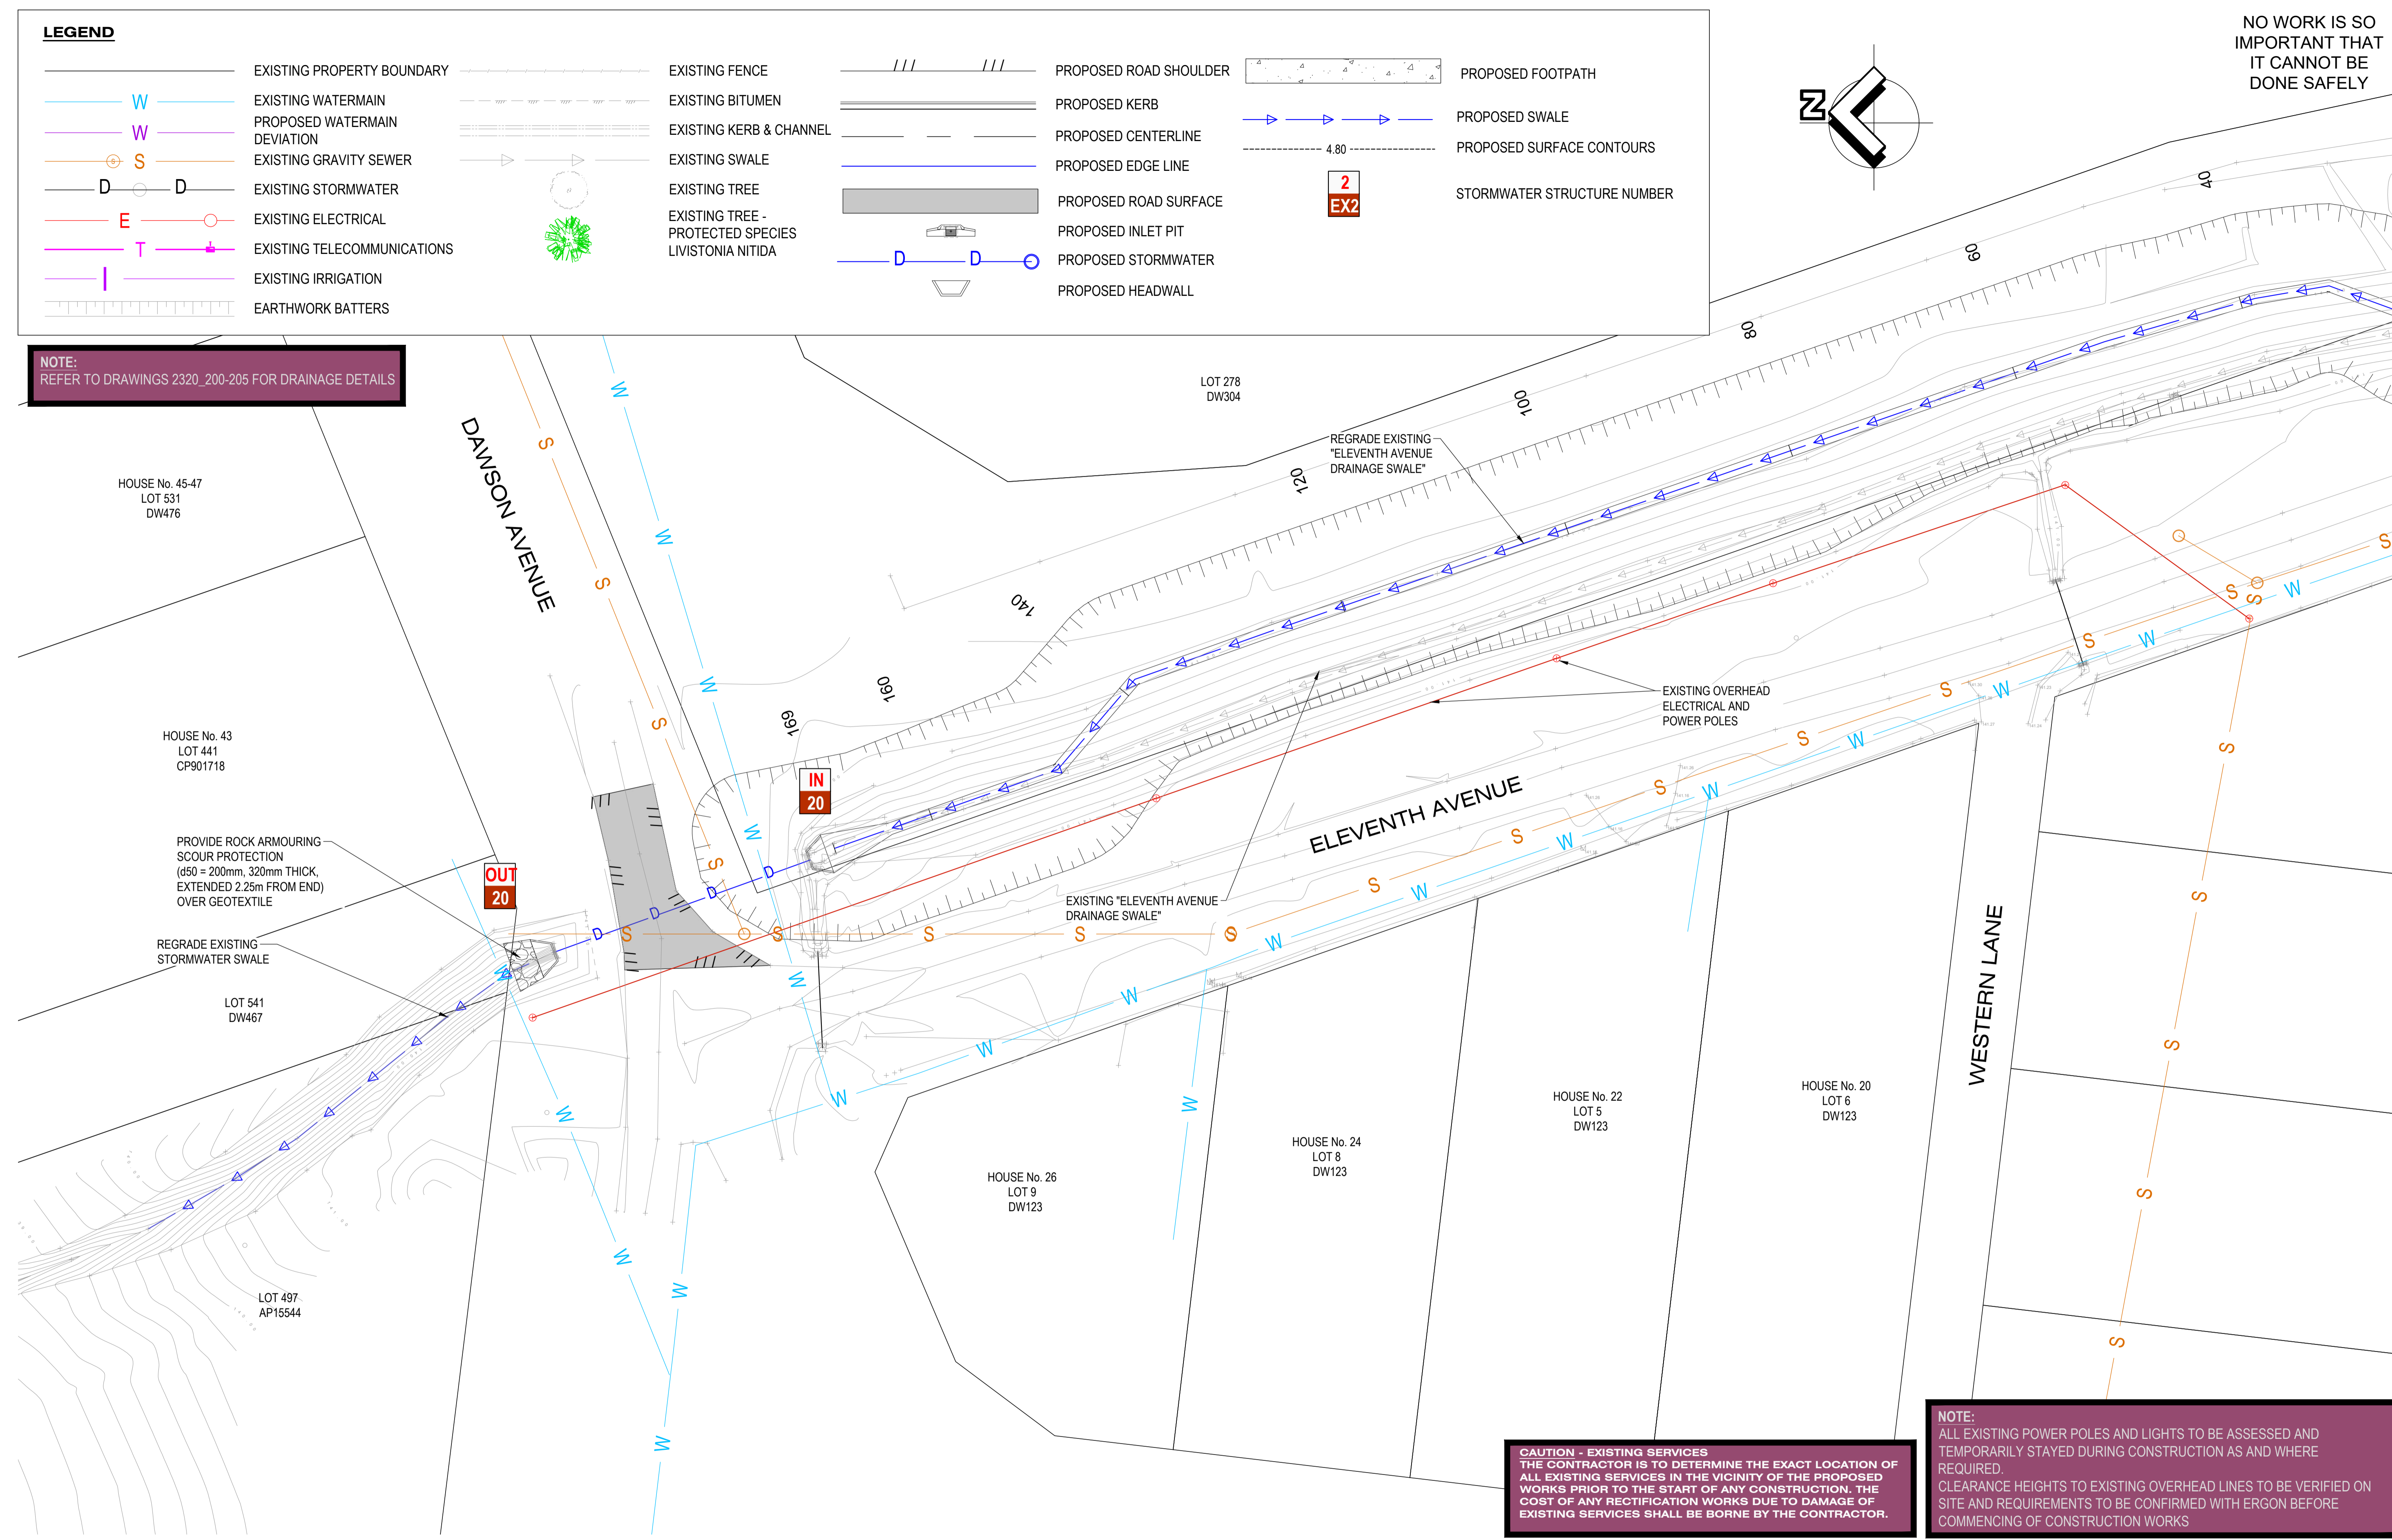 LEGEND
EXISTING PROPERTY BOUNDARY
W
EXISTING WATERMAIN
W
PROPOSED WATERMAIN
DEVIATION
S S
EXISTING GRAVITY SEWER
D D
EXISTING STORMWATER
E
EXISTING ELECTRICAL
T
EXISTING TELECOMMUNICATIONS
I
EXISTING IRRIGATION
EARTHWORK BATTERS
EXISTING FENCE
EXISTING BITUMEN
EXISTING KERB & CHANNEL
EXISTING SWALE
EXISTING TREE
EXISTING TREE -
PROTECTED SPECIES
LIVISTONIA NITIDA
PROPOSED ROAD SHOULDER
PROPOSED KERB
PROPOSED CENTERLINE
PROPOSED EDGE LINE
PROPOSED ROAD SURFACE
PROPOSED INLET PIT
D D
PROPOSED STORMWATER
PROPOSED HEADWALL
PROPOSED FOOTPATH
PROPOSED SWALE
4.80
PROPOSED SURFACE CONTOURS
2
EX2
STORMWATER STRUCTURE NUMBER
N
NO WORK IS SO
IMPORTANT THAT
IT CANNOT BE
DONE SAFELY
NOTE:
REFER TO DRAWINGS 2320_200-205 FOR DRAINAGE DETAILS
40
60
80
100
120
140
160
169
LOT 278
DW304
REGRADE EXISTING
"ELEVENTH AVENUE
DRAINAGE SWALE"
DAWSON AVENUE
HOUSE No. 45-47
LOT 531
DW476
HOUSE No. 43
LOT 441
CP901718
IN
20
EXISTING OVERHEAD
ELECTRICAL AND
POWER POLES
ELEVENTH AVENUE
PROVIDE ROCK ARMOURING
SCOUR PROTECTION
(d50 = 200mm, 320mm THICK,
EXTENDED 2.25m FROM END)
OVER GEOTEXTILE
OUT
20
EXISTING "ELEVENTH AVENUE
DRAINAGE SWALE"
REGRADE EXISTING
STORMWATER SWALE
LOT 541
DW467
WESTERN LANE
HOUSE No. 20
LOT 6
DW123
HOUSE No. 22
LOT 5
DW123
HOUSE No. 24
LOT 8
DW123
HOUSE No. 26
LOT 9
DW123
LOT 497
AP15544
CAUTION - EXISTING SERVICES
THE CONTRACTOR IS TO DETERMINE THE EXACT LOCATION OF
ALL EXISTING SERVICES IN THE VICINITY OF THE PROPOSED
WORKS PRIOR TO THE START OF ANY CONSTRUCTION. THE
COST OF ANY RECTIFICATION WORKS DUE TO DAMAGE OF
EXISTING SERVICES SHALL BE BORNE BY THE CONTRACTOR.
NOTE:
ALL EXISTING POWER POLES AND LIGHTS TO BE ASSESSED AND
TEMPORARILY STAYED DURING CONSTRUCTION AS AND WHERE
REQUIRED.
CLEARANCE HEIGHTS TO EXISTING OVERHEAD LINES TO BE VERIFIED ON
SITE AND REQUIREMENTS TO BE CONFIRMED WITH ERGON BEFORE
COMMENCING OF CONSTRUCTION WORKS